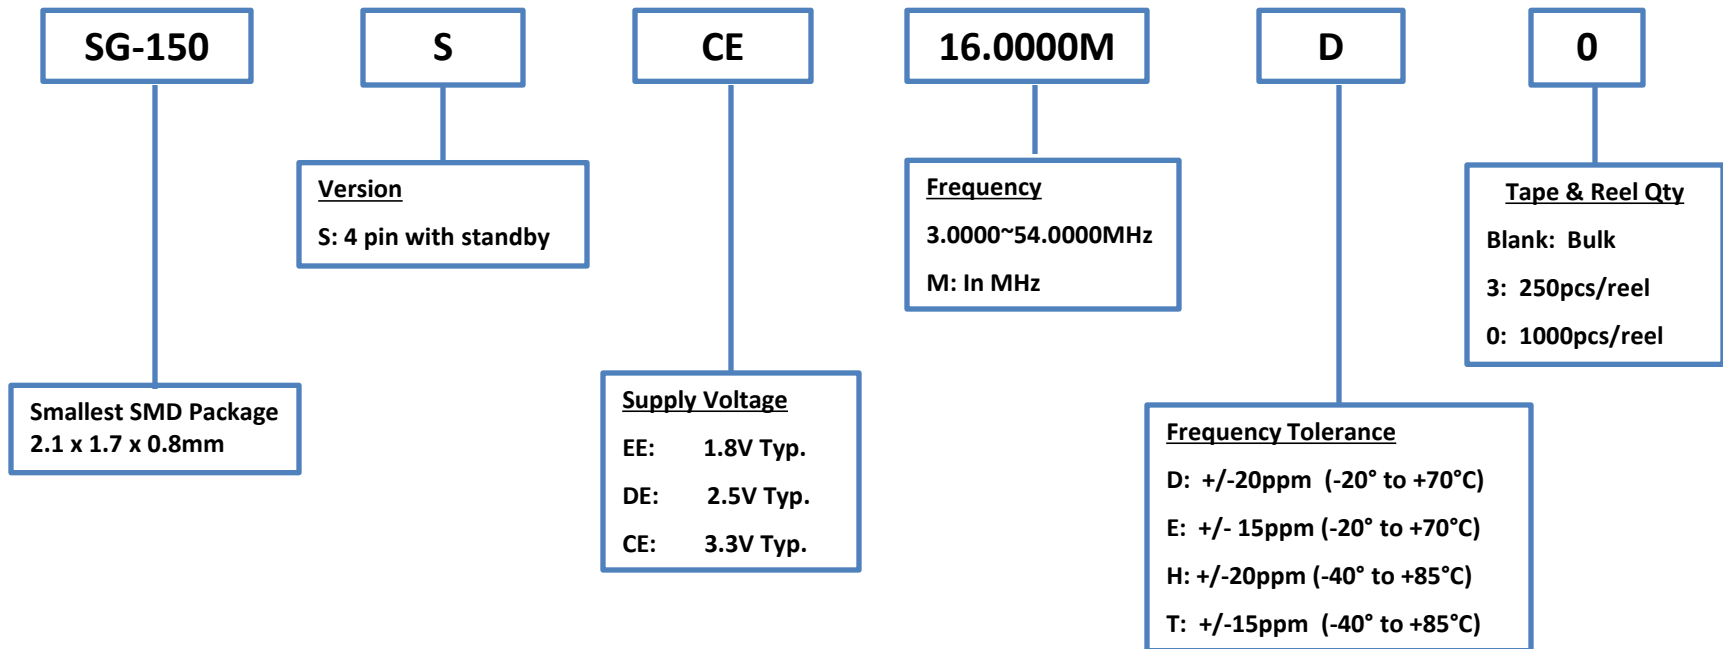 SG-150
S
CE
16.0000M
D
0
Version
S: 4 pin with standby
Frequency
3.0000~54.0000MHz
M: In MHz
Tape & Reel Qty
Blank: Bulk
3: 250pcs/reel
0: 1000pcs/reel
Smallest SMD Package
2.1 x 1.7 x 0.8mm
Supply Voltage
EE: 1.8V Typ.
DE: 2.5V Typ.
CE: 3.3V Typ.
Frequency Tolerance
D: +/-20ppm (-20° to +70°C)
E: +/- 15ppm (-20° to +70°C)
H: +/-20ppm (-40° to +85°C)
T: +/-15ppm (-40° to +85°C)